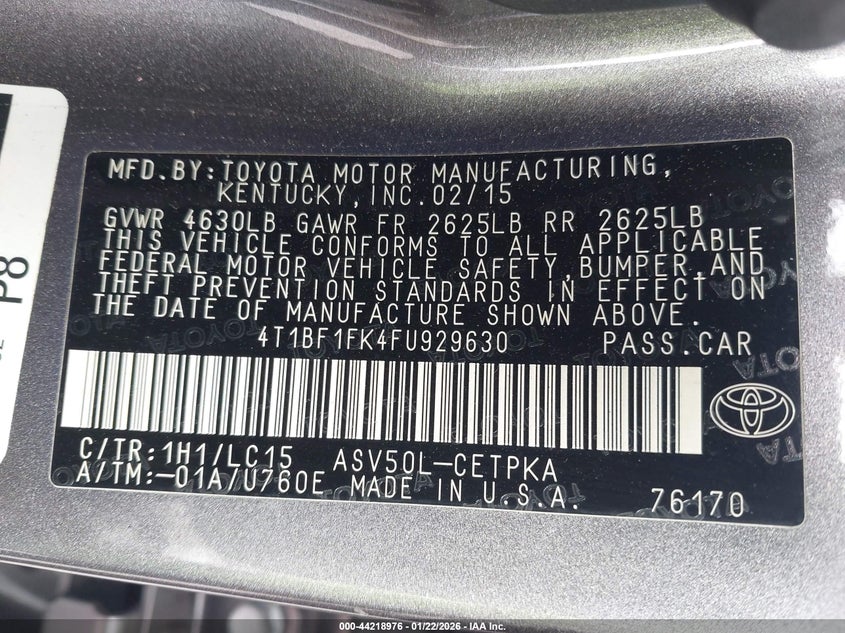 MFD.BY:TOYOTA MOTOR MANUFACTURING,
KENTUCKY,INC.02/15
GVWR 4630LB GAWR FR 2625LB RR 2625LB
THIS VEHICLE CONFORMS TO ALL APPLICABLE
FEDERAL MOTOR VEHICLE SAFETY,BUMPER,AND
THEFT PREVENTION STANDARDS IN EFFECT ON
THE DATE OF MANUFACTURE SHOWN ABOVE.
4T1BF1FK4FU929630 PASS.CAR
C/TR:1H1/LC15 ASV50L-CETPKA
A/TM:-01A/U760E MADE IN U.S.A. 76170
P8
000-44218976 - 01/22/2026 - IAA Inc.